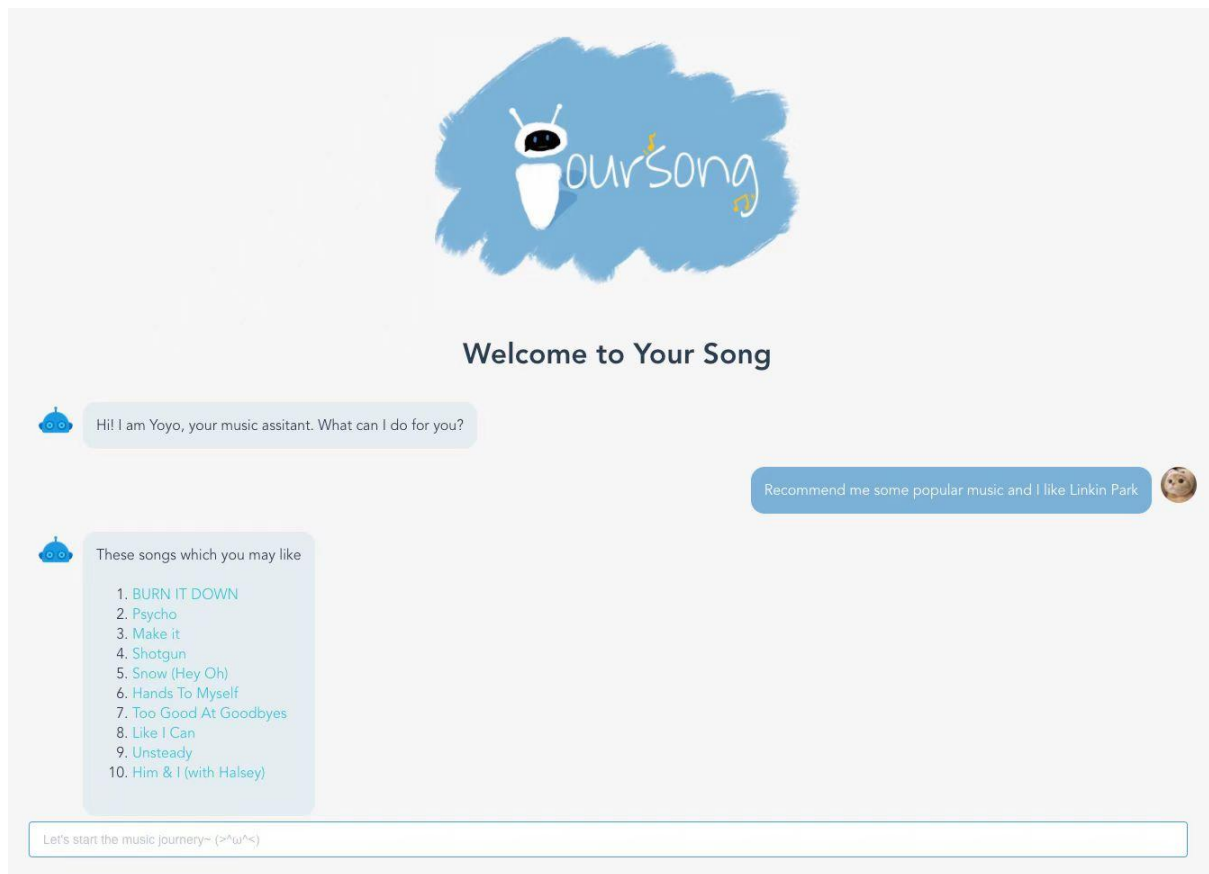 oursong
Welcome to Your Song
Hi! I am Yoyo, your music assitant. What can I do for you?
Recommend me some popular music and I like Linkin Park
These songs which you may like
1. BURN IT DOWN
2. Psycho
3. Make it
4. Shotgun
5. Snow (Hey Oh)
6. Hands To Myself
7. Too Good At Goodbyes
8. Like I Can
9. Unsteady
10. Him & I (with Halsey)
Let's start the music journery~ (>^ω^<)